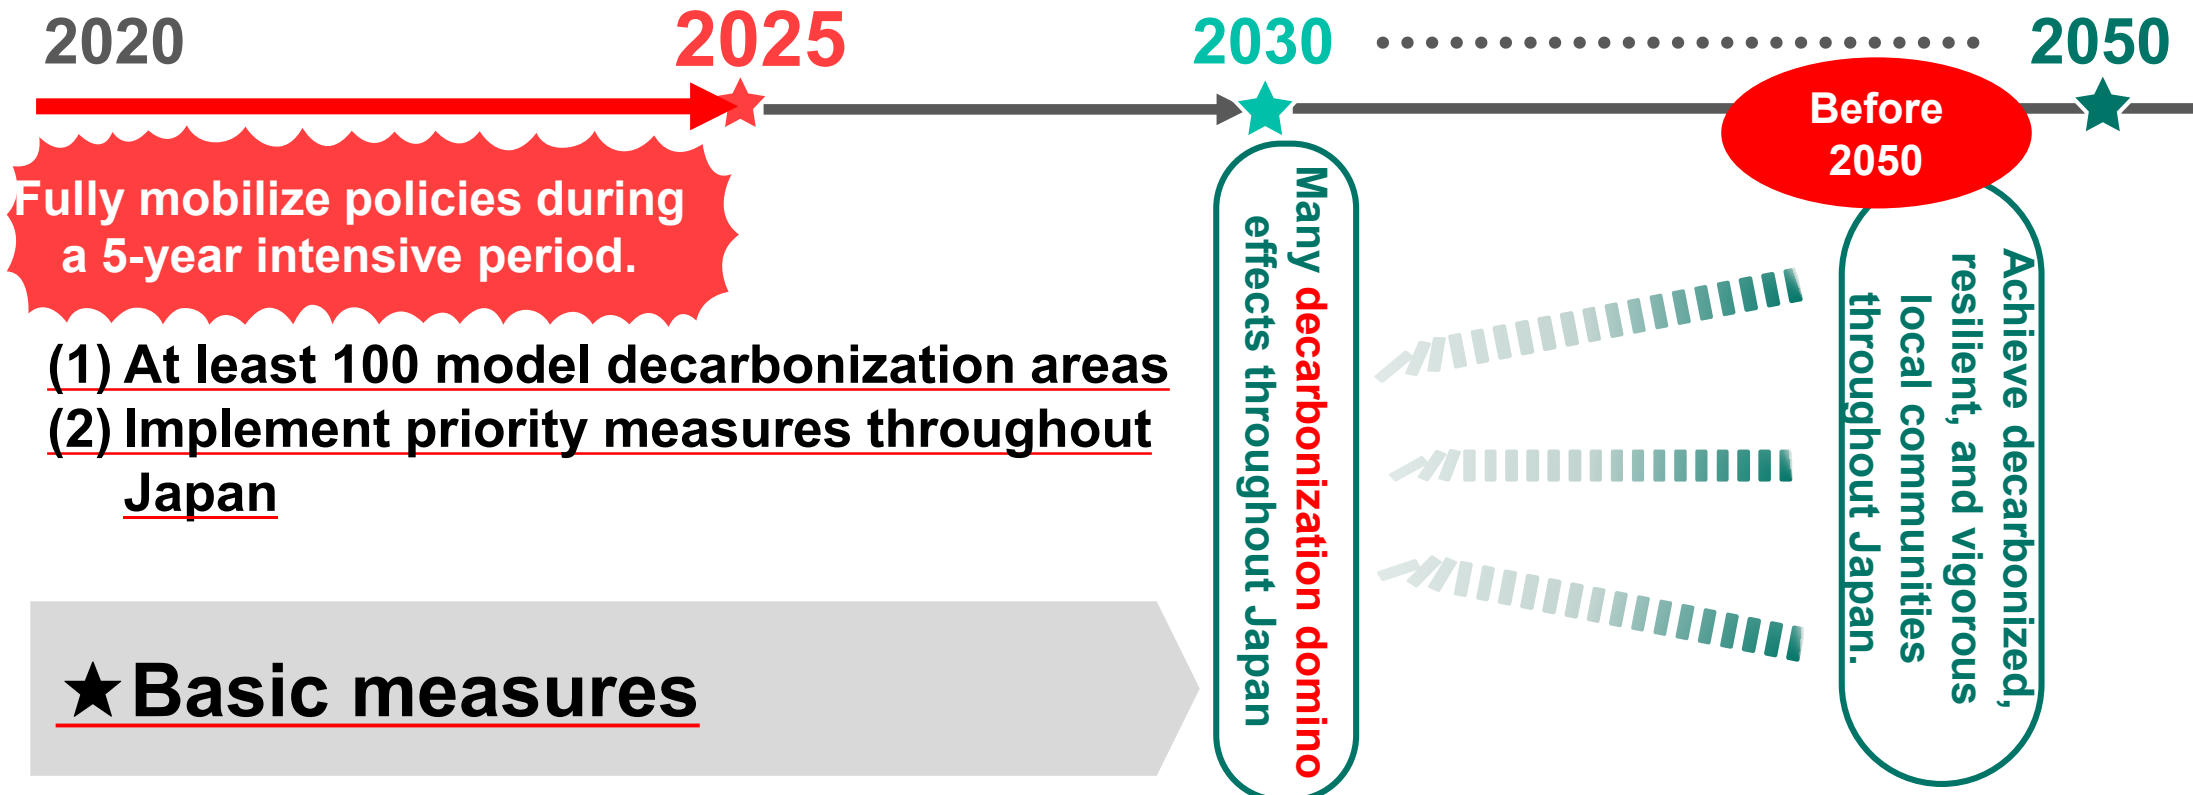 2020
2025
2030
2050
Before
2050
Fully mobilize policies during
a 5-year intensive period.
(1) At least 100 model decarbonization areas
(2) Implement priority measures throughout
Japan
★Basic measures
Many decarbonization domino
effects throughout Japan
Achieve decarbonized,
resilient, and vigorous
local communities
throughout Japan.